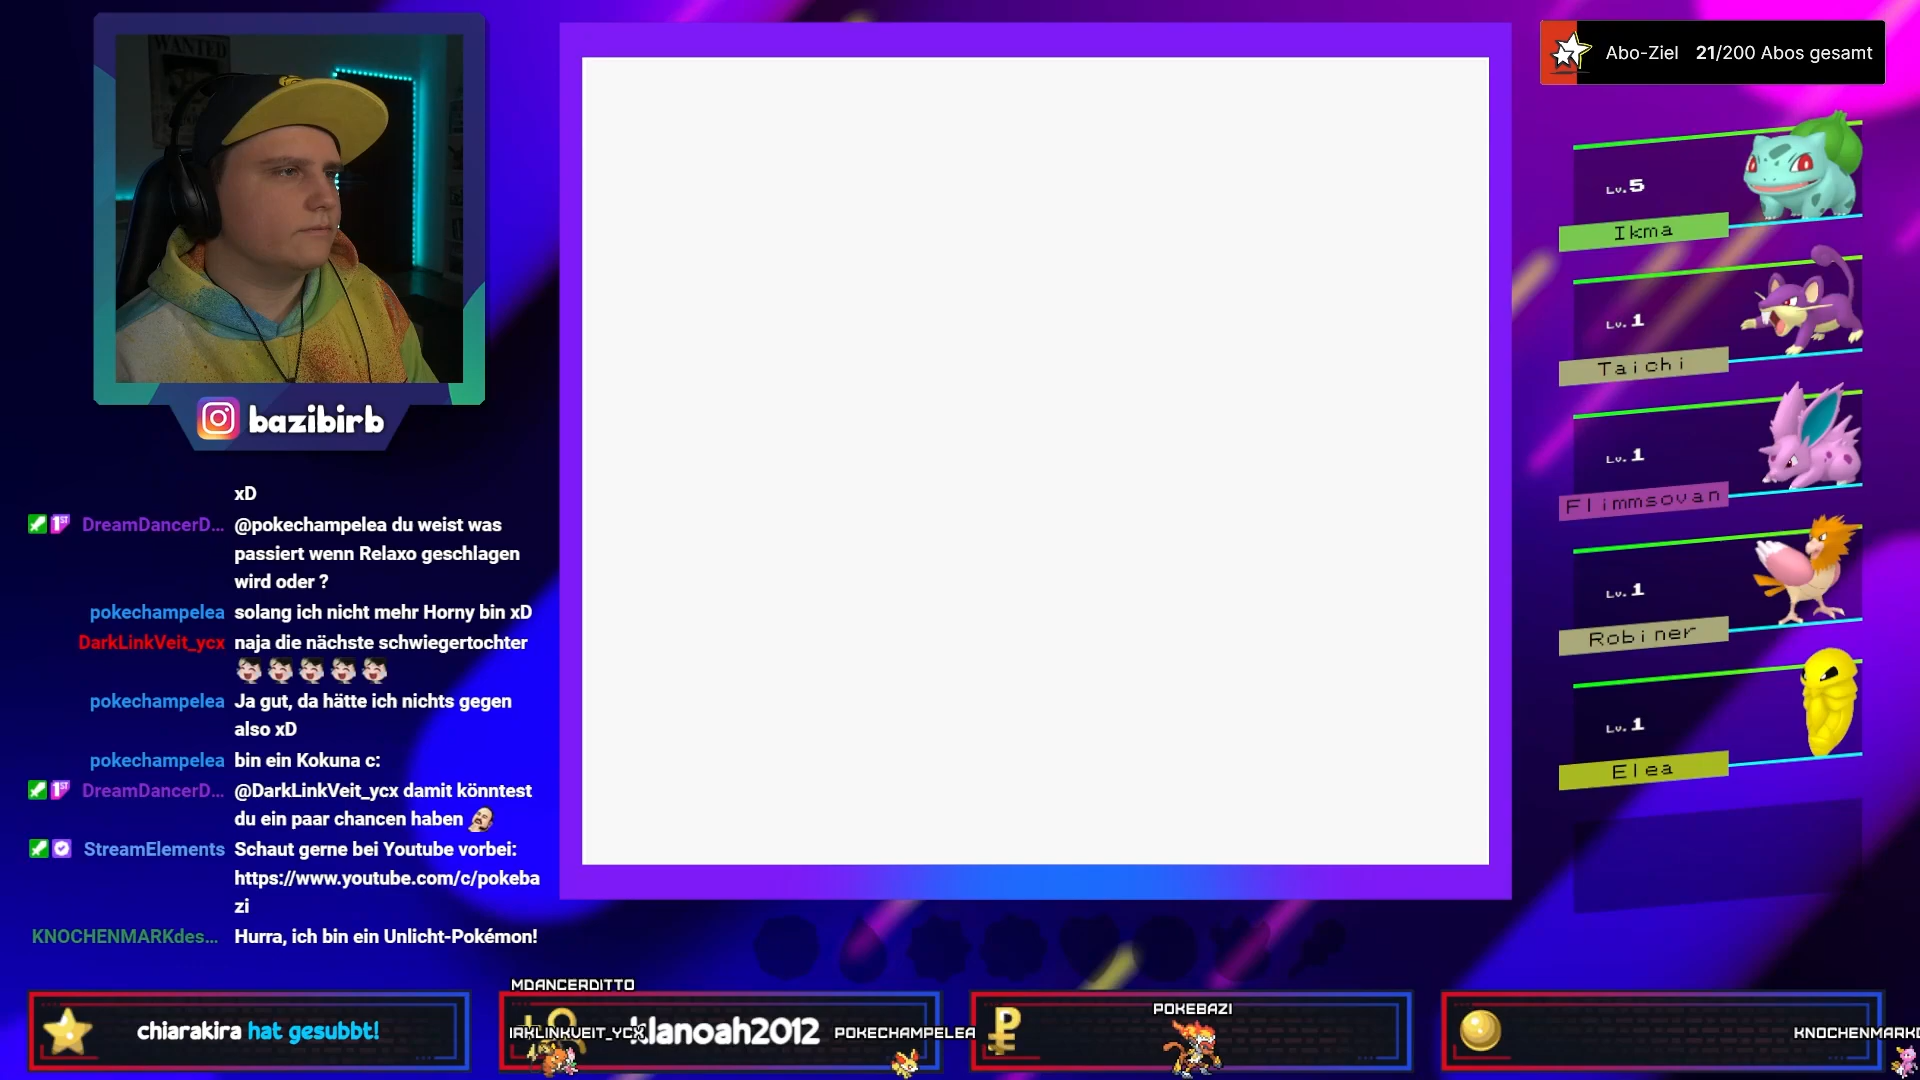 WANTED
bazibirb
xD
DreamDancerD... @pokechampelea du weist was
passiert wenn Relaxo geschlagen
wird oder ?
pokechampelea solang ich nicht mehr Horny bin xD
DarkLinkVeit_ycx naja die nächste schwiegertochter
pokechampelea Ja gut, da hätte ich nichts gegen
also xD
pokechampelea bin ein Kokuna c:
DreamDancerD... @DarkLinkVeit_ycx damit könntest
du ein paar chancen haben
StreamElements Schaut gerne bei Youtube vorbei:
https://www.youtube.com/c/pokeba
zi
KNOCHENMARKdes... Hurra, ich bin ein Unlicht-Pokémon!
Abo-Ziel 21/200 Abos gesamt
Lv.5
Ikma
Lv.1
Taichi
Lv.1
Flimmsovan
Lv.1
Robiner
Lv.1
Elea
chiarakira hat gesubbt!
MDANCERDITTO
IRKLINKVEIT_YCX
klanoah2012
POKECHAMPELEA
POKEBAZI
KNOCHENMARKD